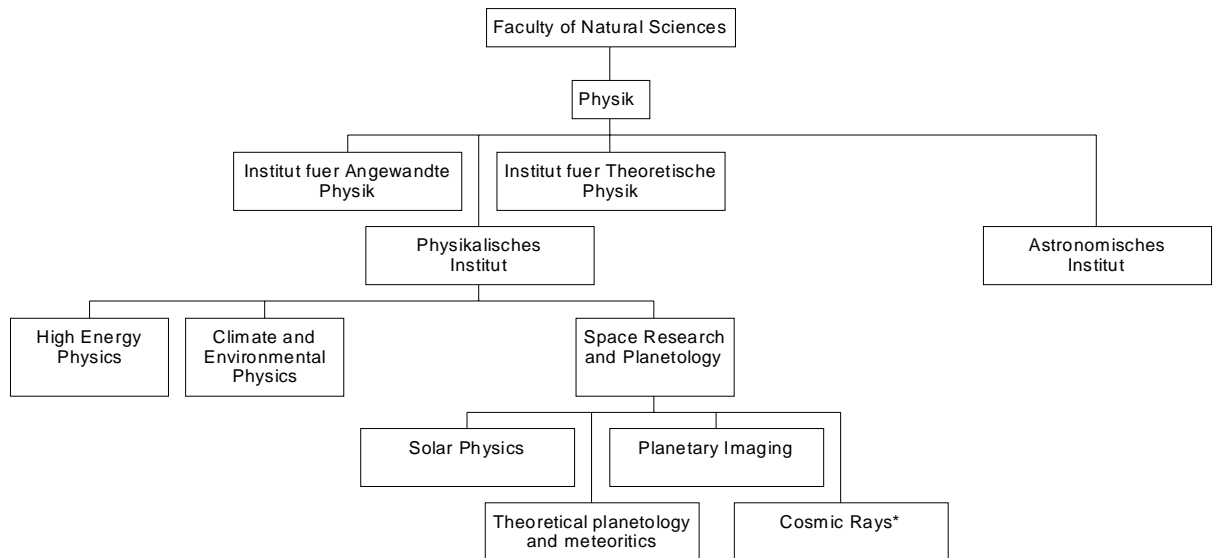 Faculty of Natural Sciences
Physik
Institut fuer Angewandte
Physik
Institut fuer Theoretische
Physik
Physikalisches
Institut
Astronomisches
Institut
High Energy
Physics
Climate and
Environmental
Physics
Space Research
and Planetology
Solar Physics
Planetary Imaging
Theoretical planetology
and meteoritics
Cosmic Rays*